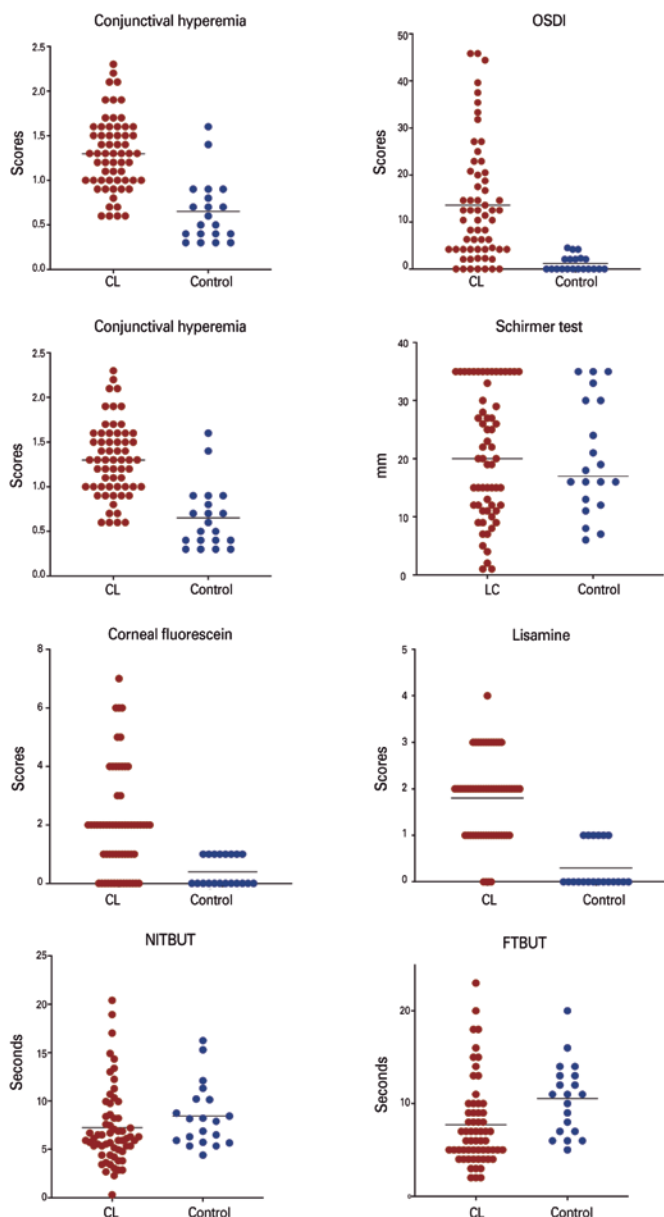 Conjunctival hyperemia
Scores
2.5
2.0
1.5
1.0
0.5
0.0
CL
Control
OSDI
Scores
50
40
30
20
10
0
CL
Control
Conjunctival hyperemia
Scores
2.5
2.0
1.5
1.0
0.5
0.0
CL
Control
Schirmer test
mm
40
30
20
10
0
LC
Control
Corneal fluorescein
Scores
8
6
4
2
0
CL
Control
Lisamine
Scores
5
4
3
2
1
0
CL
Control
NITBUT
Seconds
25
20
15
10
5
0
CL
Control
FTBUT
Seconds
20
10
0
CL
Control